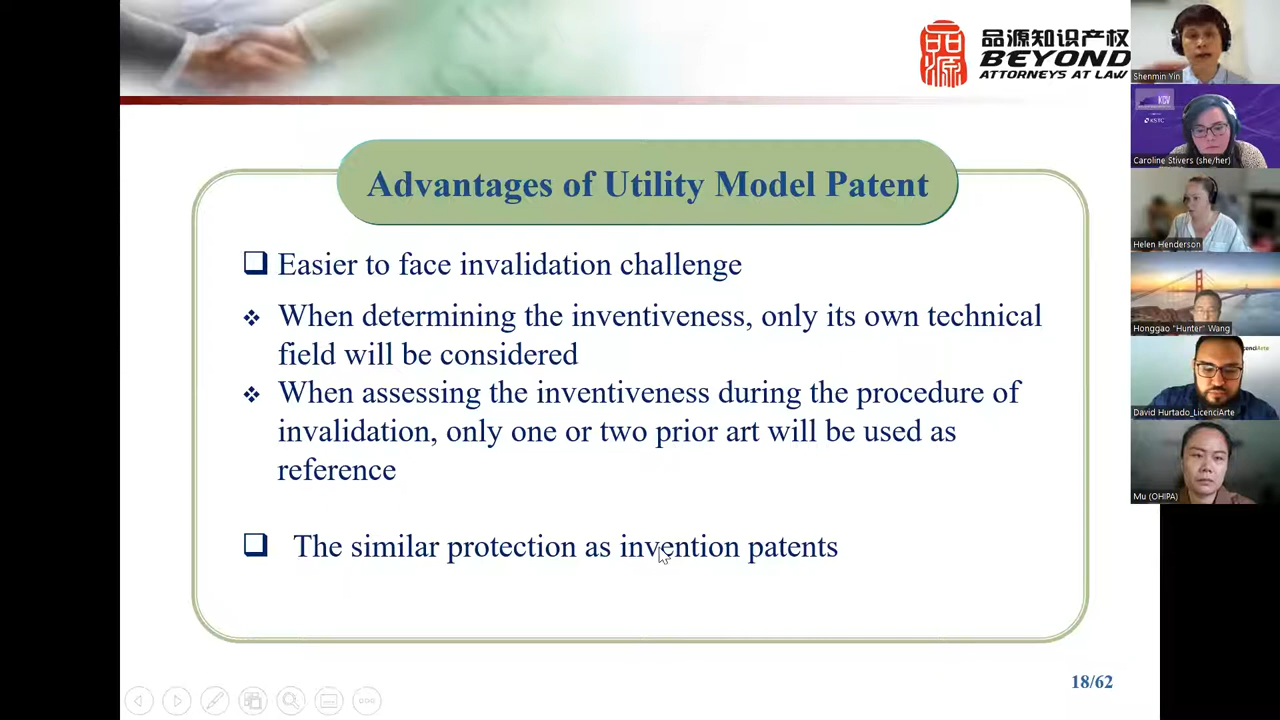 品源知识产权
BEYOND
ATTORNEYS AT LAW
Advantages of Utility Model Patent
Easier to face invalidation challenge
When determining the inventiveness, only its own technical
field will be considered
When assessing the inventiveness during the procedure of
invalidation, only one or two prior art will be used as
reference
The similar protection as invention patents
18/62
Shenmin Yin
KCV
KSTC
Caroline Stivers (she/her)
Helen Henderson
Honggao "Hunter" Wang
cenciArte
David Hurtado_LicenciArte
Mu (OHIPA)